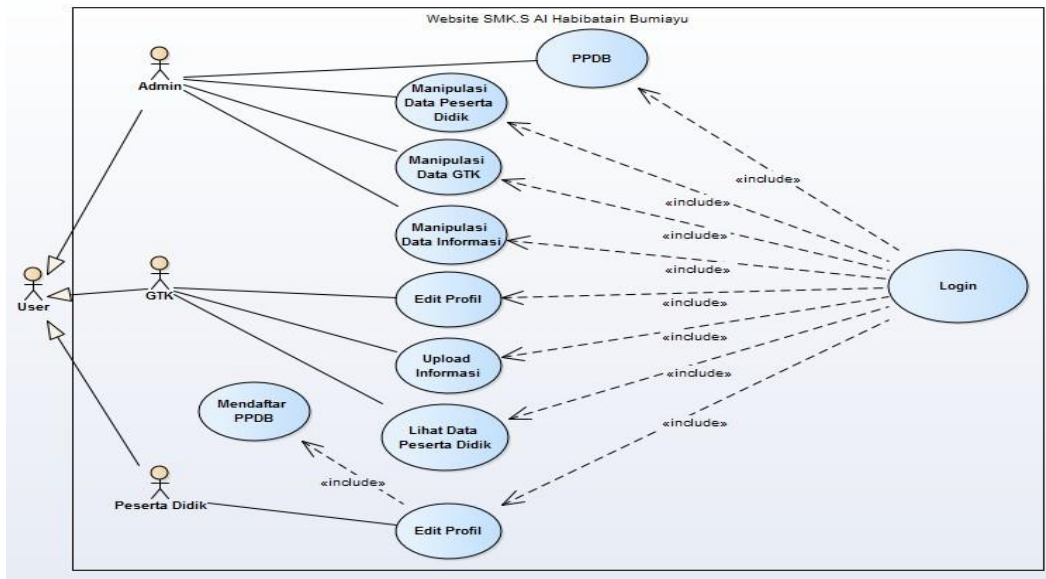 Website SMK.S Al Habibatain Bumiayu
PPDB
Admin
Manipulasi
Data Peserta
Didik
Manipulasi
Data GTK
«include»
«include»
Manipulasi
Data Informasi
«include»
User
GTK
Edit Profil
«include»
Login
«include»
Upload
Informasi
«include»
Mendaftar
PPDB
«include»
Lihat Data
Peserta Didik
«include»
«include»
Peserta Didik
Edit Profil